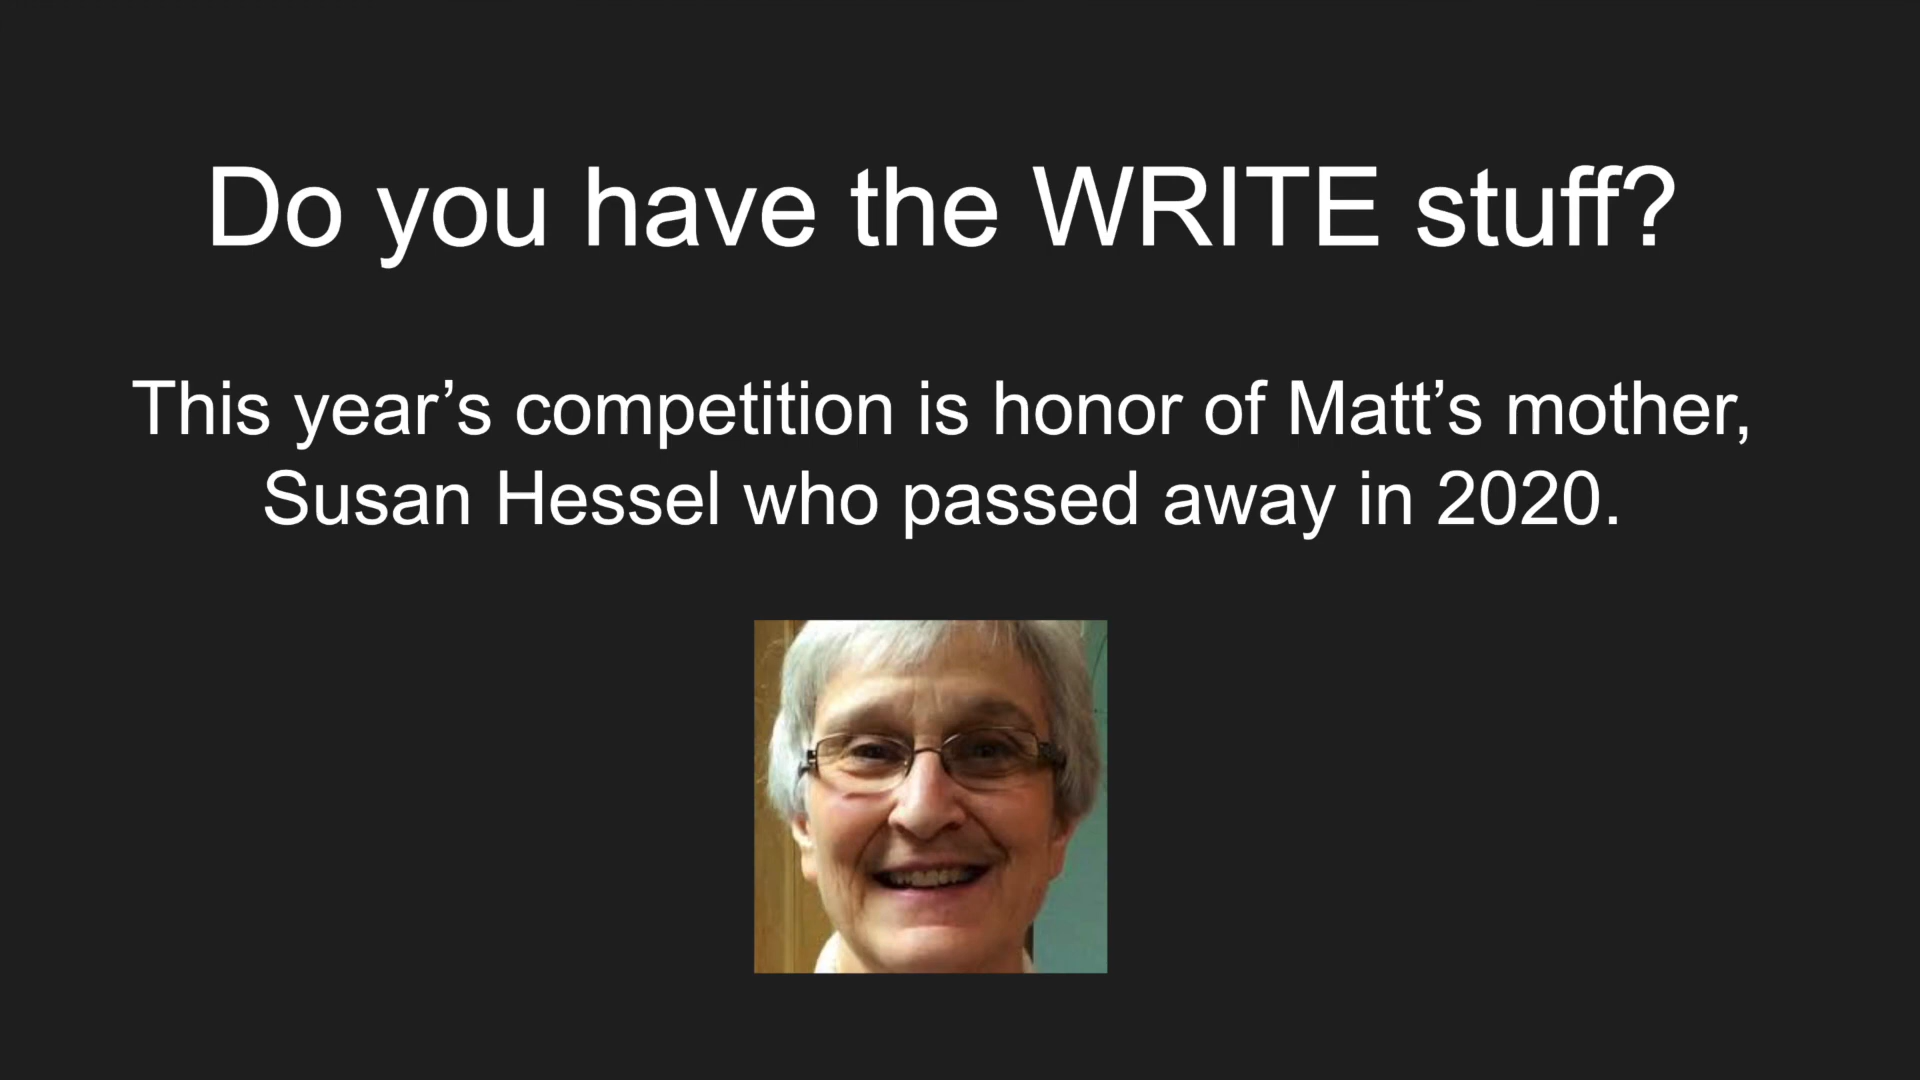 Do you have the WRITE stuff?
This year’s competition is honor of Matt’s mother,
Susan Hessel who passed away in 2020.